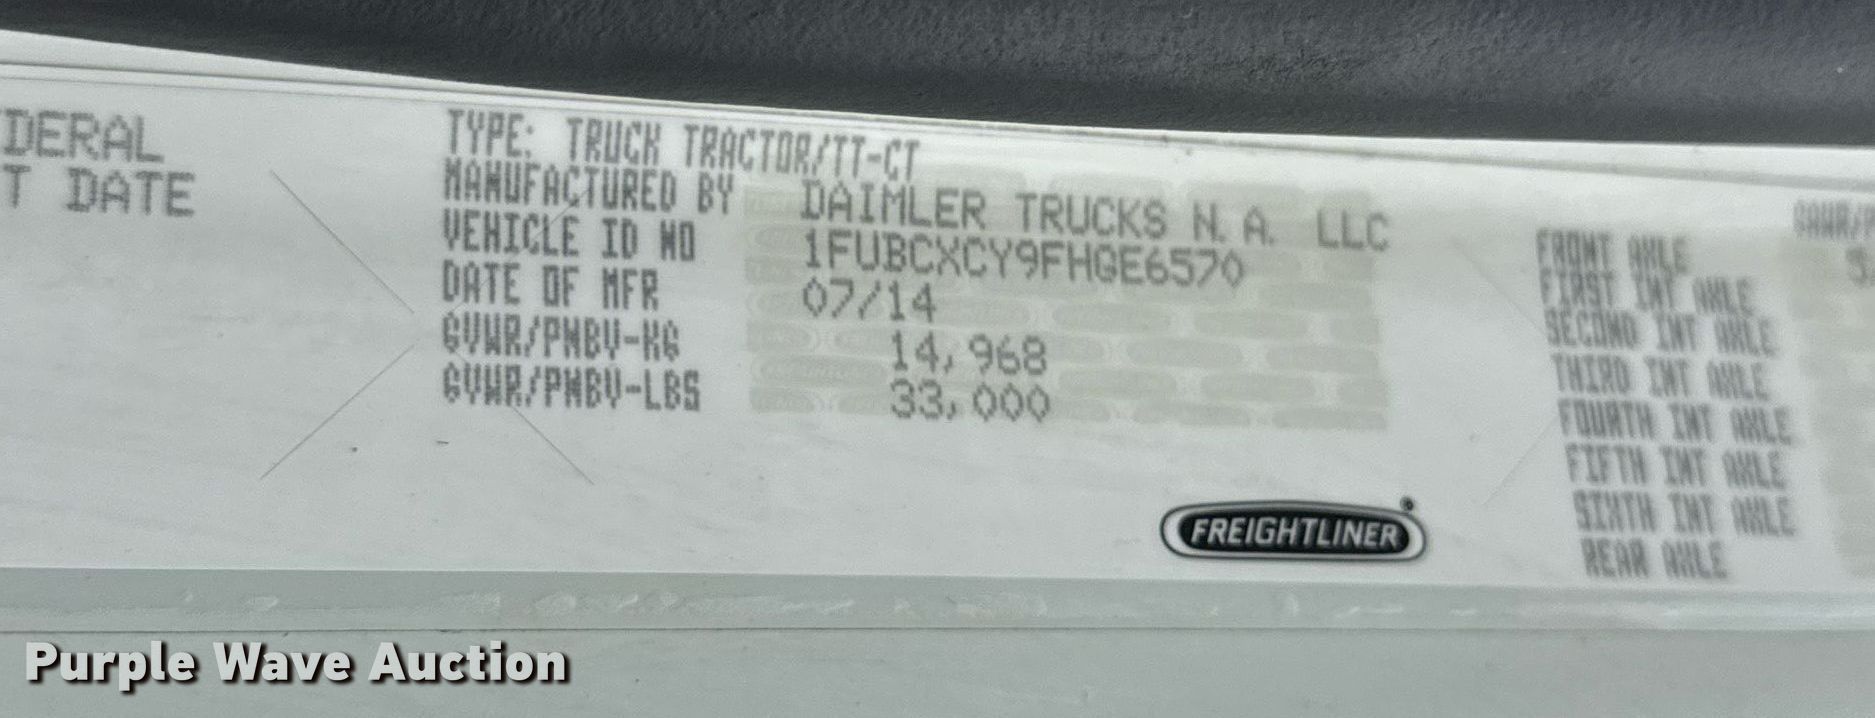 DERAL
T DATE
TYPE: TRUCK TRACTOR/TT-CT
MANUFACTURED BY DAIMLER TRUCKS N. A. LLC
VEHICLE ID NO 1FUBCXCY9FHGE6570
DATE OF MFR 07/14
GVWR/PNBV-KG 14,968
GVWR/PNBV-LBS 33,000
FREIGHTLINER
FRONT AXLE
FIRST INT AXLE
SECOND INT AXLE
THIRD INT AXLE
FOURTH INT AXLE
FIFTH INT AXLE
SIXTH INT AXLE
REAR AXLE
Purple Wave Auction